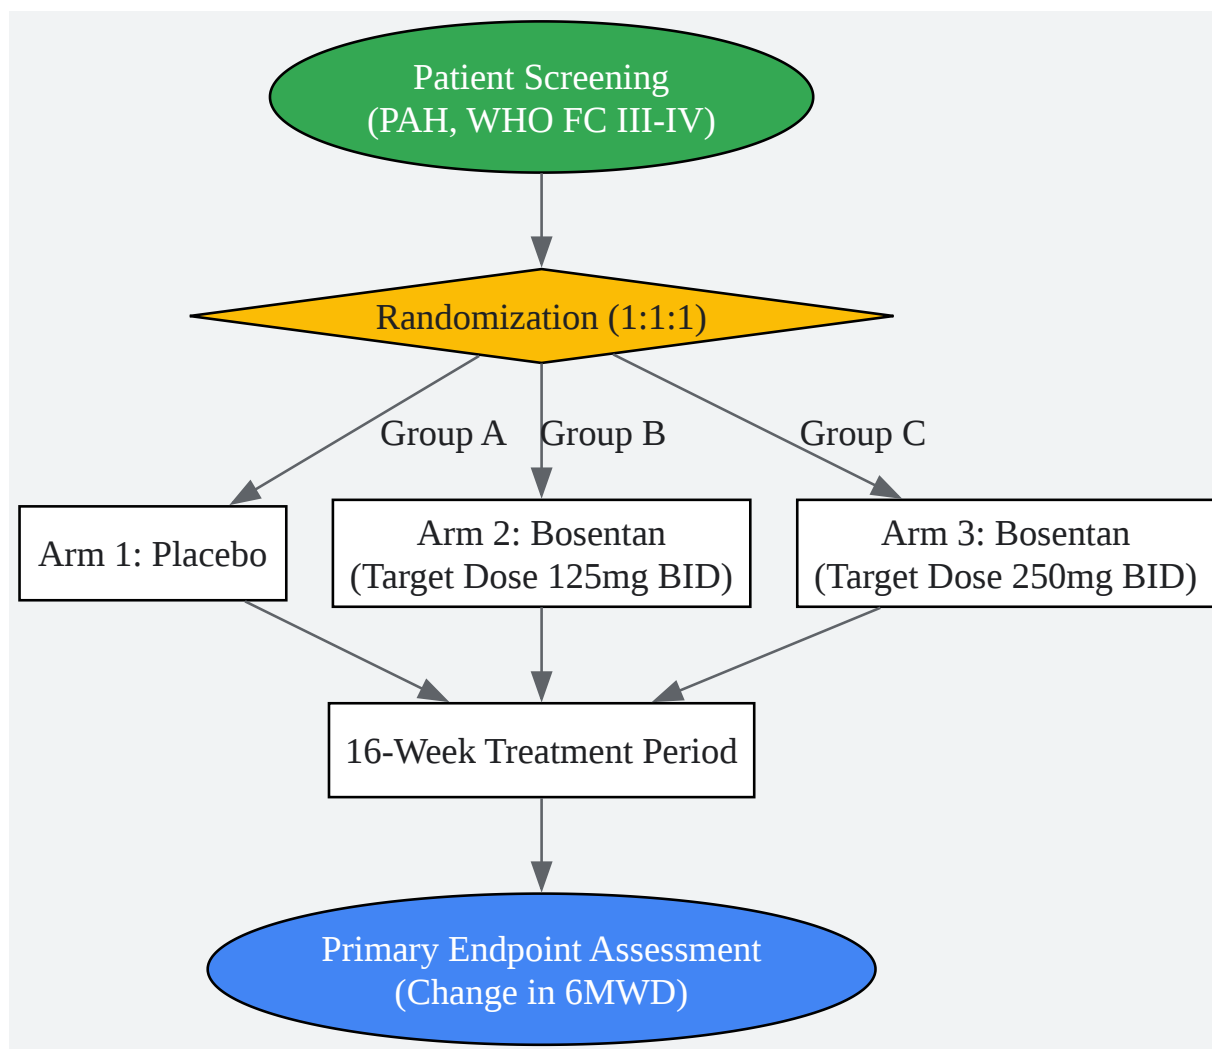 Patient Screening
(PAH, WHO FC III-IV)
Randomization (1:1:1)
Group A
Group B
Group C
Arm 1: Placebo
Arm 2: Bosentan
(Target Dose 125mg BID)
Arm 3: Bosentan
(Target Dose 250mg BID)
16-Week Treatment Period
Primary Endpoint Assessment
(Change in 6MWD)